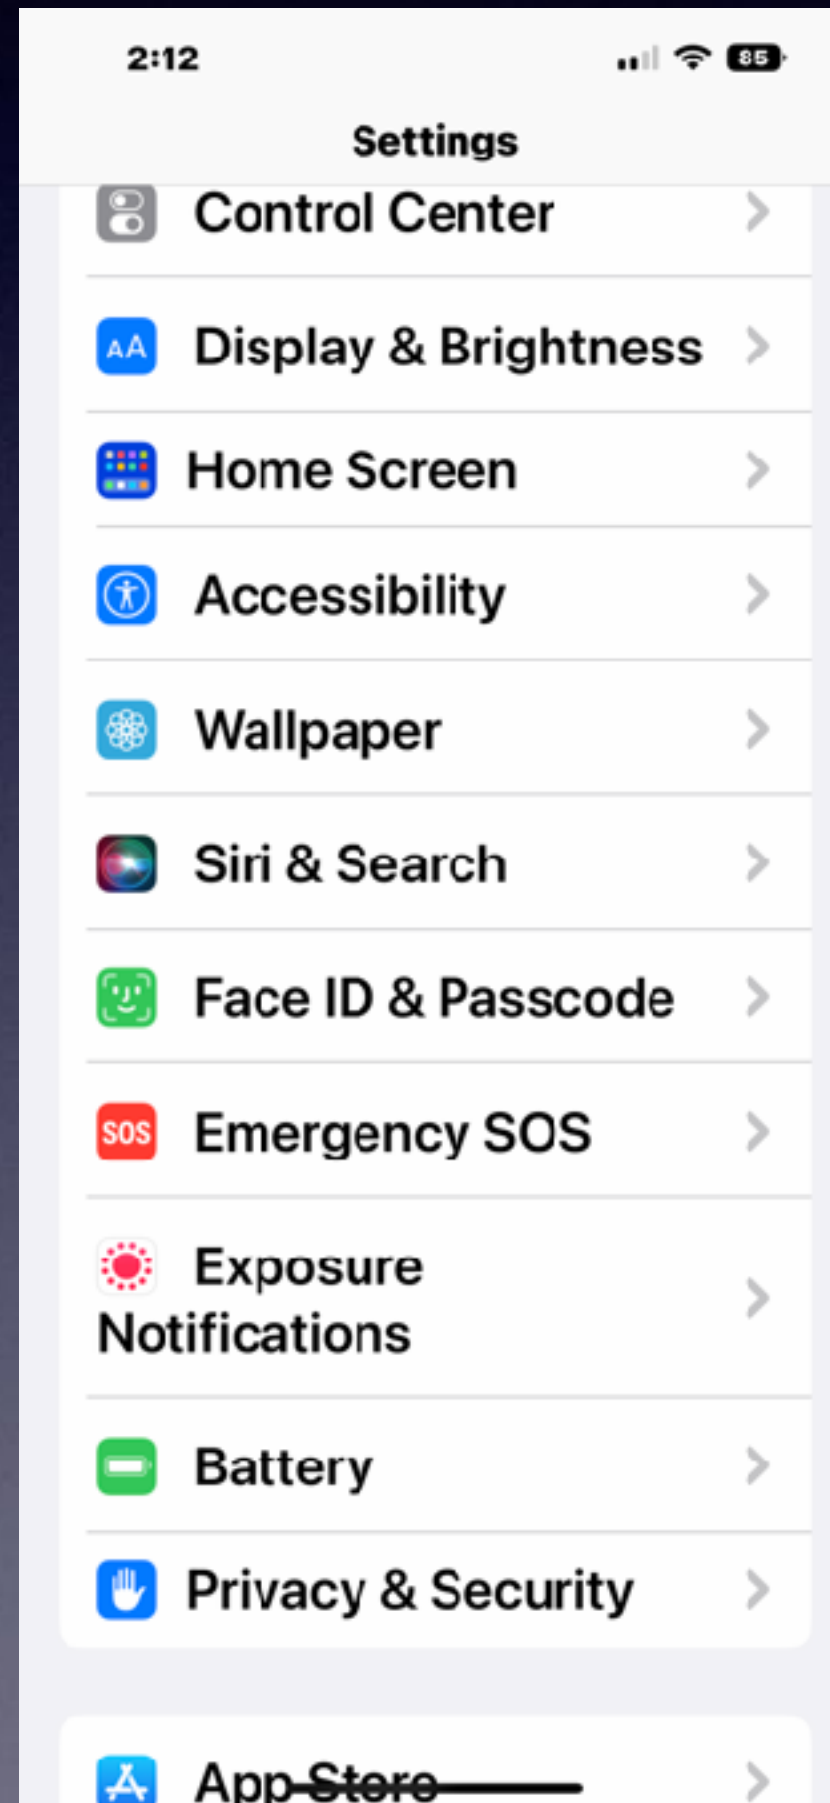 2:12
85
Settings
Control Center
AA Display & Brightness
Home Screen
Accessibility
Wallpaper
Siri & Search
Face ID & Passcode
SOS Emergency SOS
Exposure
Notifications
Battery
Privacy & Security
App Store